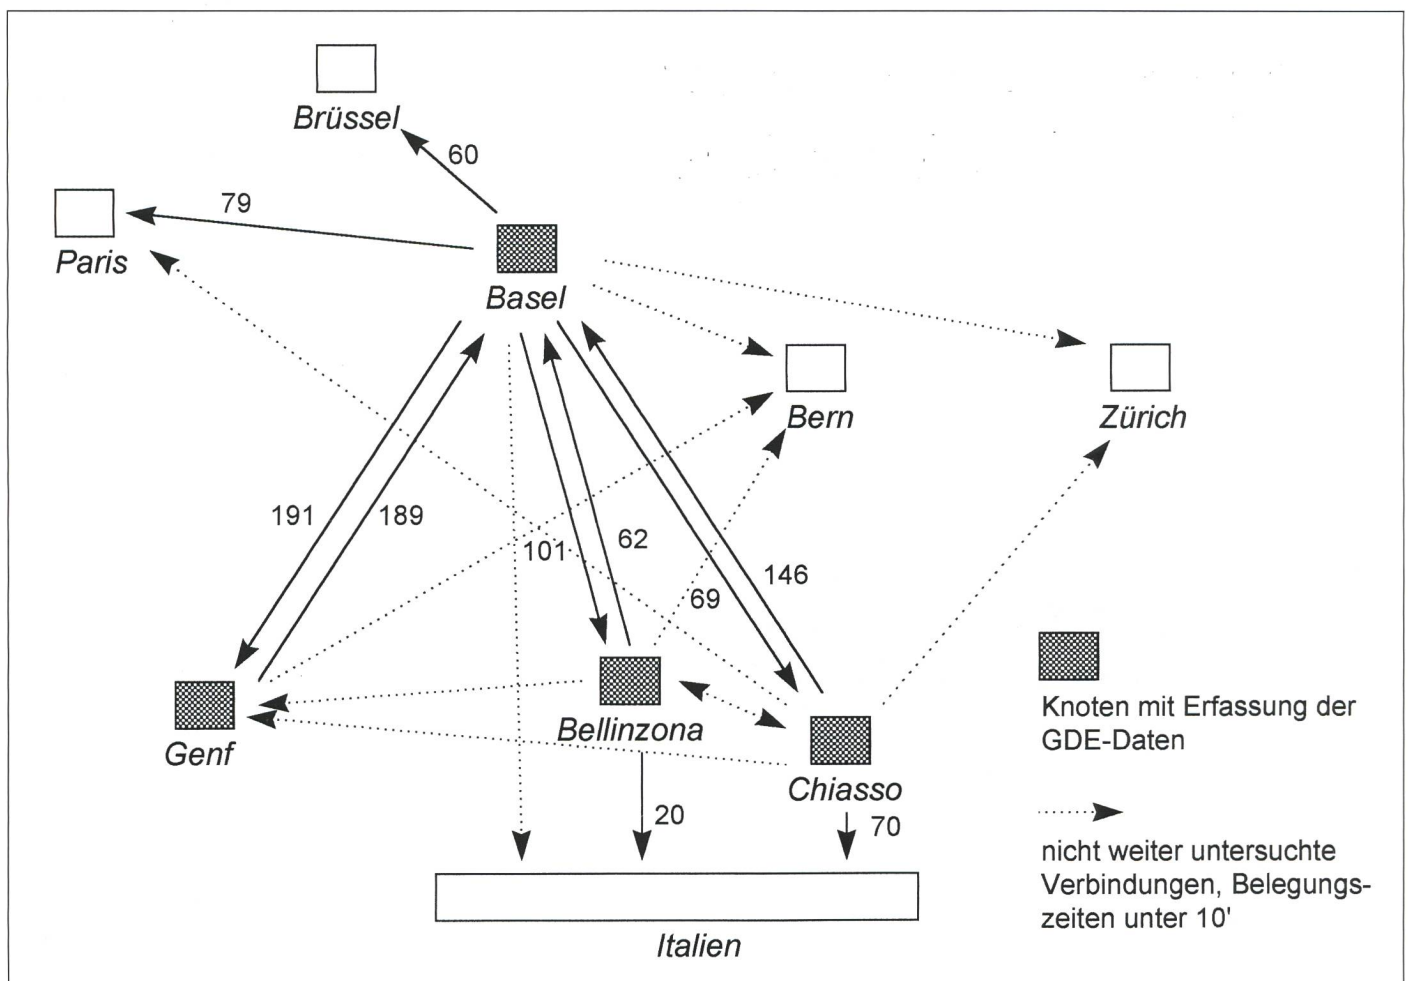 Brüssel
60
79
Paris
Basel
Bern
Zürich
191
189
101
62
69
146
Genf
Bellinzona
Chiasso
20
70
Italien
Knoten mit Erfassung der
GDE-Daten
nicht weiter untersuchte
Verbindungen, Belegungs-
zeiten unter 10'